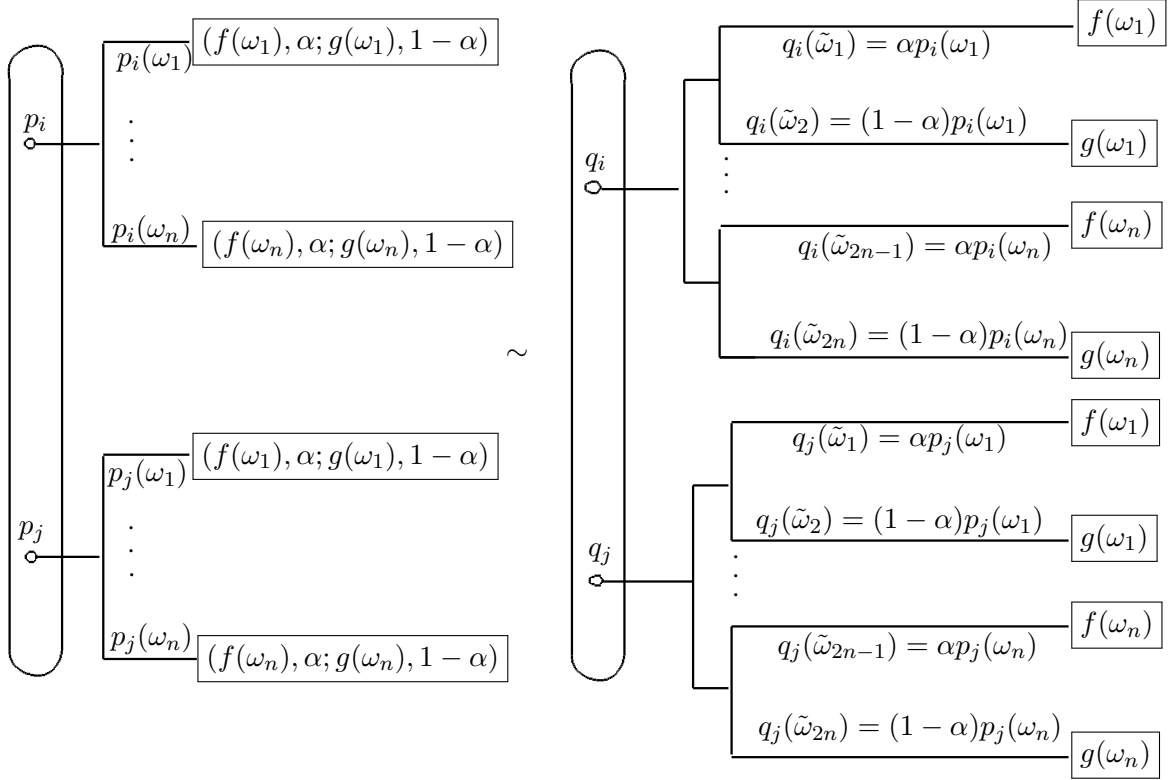 p_i
p_i(ω_1)
(f(ω_1), α; g(ω_1), 1 − α)
⋮
p_i(ω_n)
(f(ω_n), α; g(ω_n), 1 − α)
p_j
p_j(ω_1)
(f(ω_1), α; g(ω_1), 1 − α)
⋮
p_j(ω_n)
(f(ω_n), α; g(ω_n), 1 − α)
∼
q_i
q_i(ω̃_1) = αp_i(ω_1)
f(ω_1)
q_i(ω̃_2) = (1 − α)p_i(ω_1)
g(ω_1)
⋮
q_i(ω̃_{2n−1}) = αp_i(ω_n)
f(ω_n)
q_i(ω̃_{2n}) = (1 − α)p_i(ω_n)
g(ω_n)
q_j
q_j(ω̃_1) = αp_j(ω_1)
f(ω_1)
q_j(ω̃_2) = (1 − α)p_j(ω_1)
g(ω_1)
⋮
q_j(ω̃_{2n−1}) = αp_j(ω_n)
f(ω_n)
q_j(ω̃_{2n}) = (1 − α)p_j(ω_n)
g(ω_n)